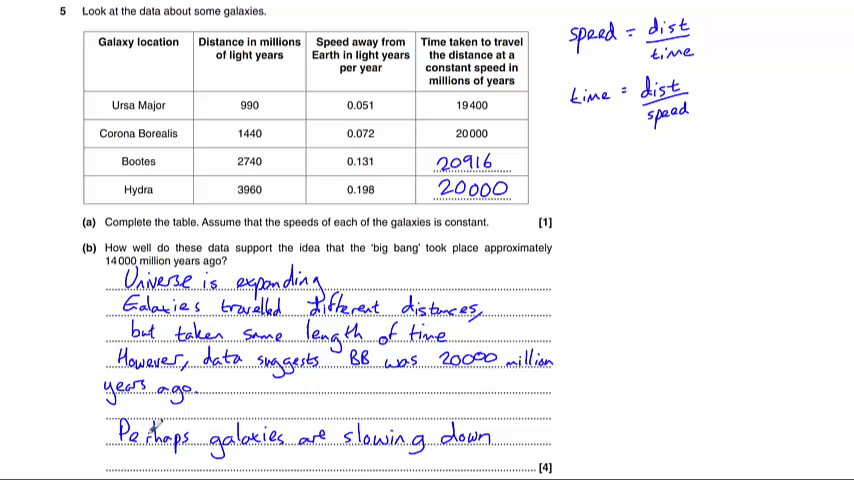 5 Look at the data about some galaxies.
Galaxy location Distance in millions of light years Speed away from Earth in light years per year Time taken to travel the distance at a constant speed in millions of years
Ursa Major 990 0.051 19400
Corona Borealis 1440 0.072 20000
Bootes 2740 0.131 20916
Hydra 3960 0.198 20000
speed = dist / time
time = dist / speed
(a) Complete the table. Assume that the speeds of each of the galaxies is constant. [1]
(b) How well do these data support the idea that the 'big bang' took place approximately
14000 million years ago?
Universe is expanding
Galaxies travelled different distances,
but taken same length of time
However, data suggests BB was 20000 million
years ago.
Perhaps galaxies are slowing down
[4]